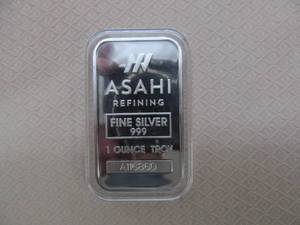 ASAHI
REFINING
FINE SILVER
999
1 OUNCE TROY